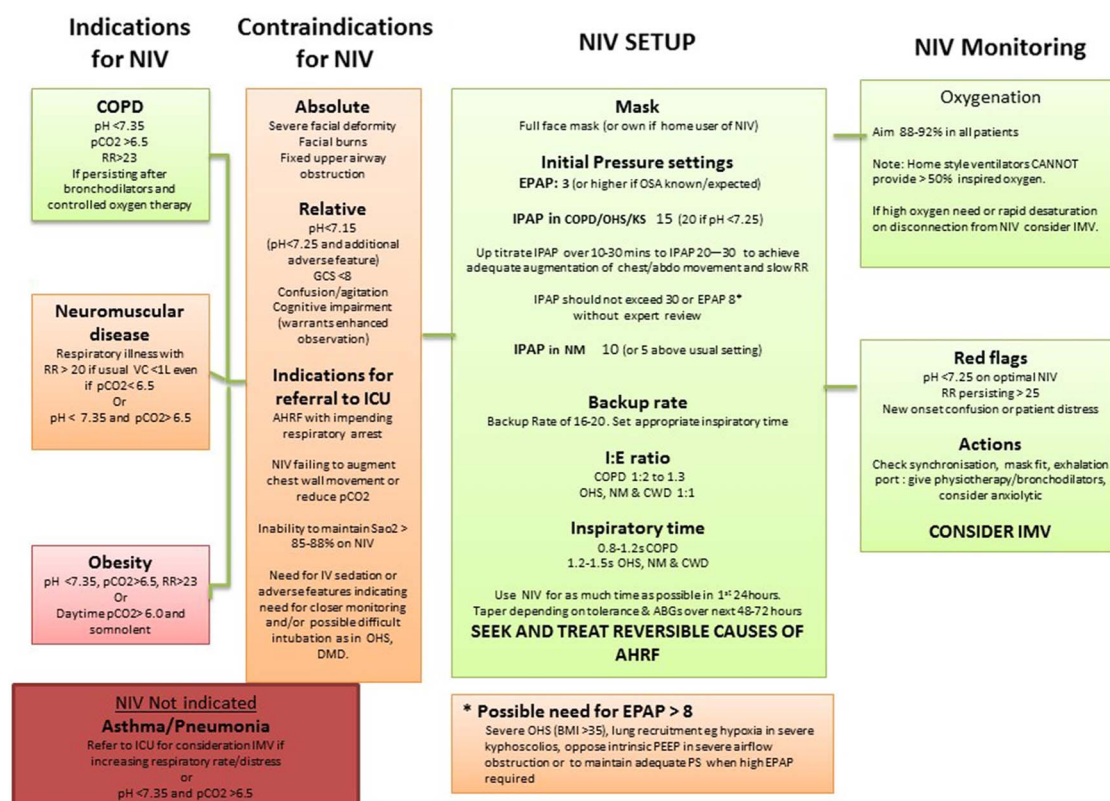 Indications
for NIV
COPD
pH <7.35
pCO2 >6.5
RR>23
If persisting after
bronchodilators and
controlled oxygen therapy
Neuromuscular
disease
Respiratory illness with
RR > 20 if usual VC <1L even
if pCO2< 6.5
Or
pH < 7.35 and pCO2> 6.5
Obesity
pH <7.35, pCO2>6.5, RR>23
Or
Daytime pCO2> 6.0 and
somnolent
NIV Not indicated
Asthma/Pneumonia
Refer to ICU for consideration IMV if
increasing respiratory rate/distress
or
pH <7.35 and pCO2 >6.5
Contraindications
for NIV
Absolute
Severe facial deformity
Facial burns
Fixed upper airway
obstruction
Relative
pH<7.15
(pH<7.25 and additional
adverse feature)
GCS <8
Confusion/agitation
Cognitive impairment
(warrants enhanced
observation)
Indications for
referral to ICU
AHRF with impending
respiratory arrest
NIV failing to augment
chest wall movement or
reduce pCO2
Inability to maintain Sao2 >
85-88% on NIV
Need for IV sedation or
adverse features indicating
need for closer monitoring
and/or possible difficult
intubation as in OHS,
DMD.
NIV SETUP
Mask
Full face mask (or own if home user of NIV)
Initial Pressure settings
EPAP: 3 (or higher if OSA known/expected)
IPAP in COPD/OHS/KS 15 (20 if pH <7.25)
Up titrate IPAP over 10-30 mins to IPAP 20—30 to achieve
adequate augmentation of chest/abdo movement and slow RR
IPAP should not exceed 30 or EPAP 8*
without expert review
IPAP in NM 10 (or 5 above usual setting)
Backup rate
Backup Rate of 16-20. Set appropriate inspiratory time
I:E ratio
COPD 1:2 to 1.3
OHS, NM & CWD 1:1
Inspiratory time
0.8-1.2s COPD
1.2-1.5s OHS, NM & CWD
Use NIV for as much time as possible in 1st 24hours.
Taper depending on tolerance & ABGs over next 48-72 hours
SEEK AND TREAT REVERSIBLE CAUSES OF
AHRF
* Possible need for EPAP > 8
Severe OHS (BMI >35), lung recruitment eg hypoxia in severe
kyphoscolios, oppose intrinsic PEEP in severe airflow
obstruction or to maintain adequate PS when high EPAP
required
NIV Monitoring
Oxygenation
Aim 88-92% in all patients
Note: Home style ventilators CANNOT
provide > 50% inspired oxygen.
If high oxygen need or rapid desaturation
on disconnection from NIV consider IMV.
Red flags
pH <7.25 on optimal NIV
RR persisting > 25
New onset confusion or patient distress
Actions
Check synchronisation, mask fit, exhalation
port : give physiotherapy/bronchodilators,
consider anxiolytic
CONSIDER IMV